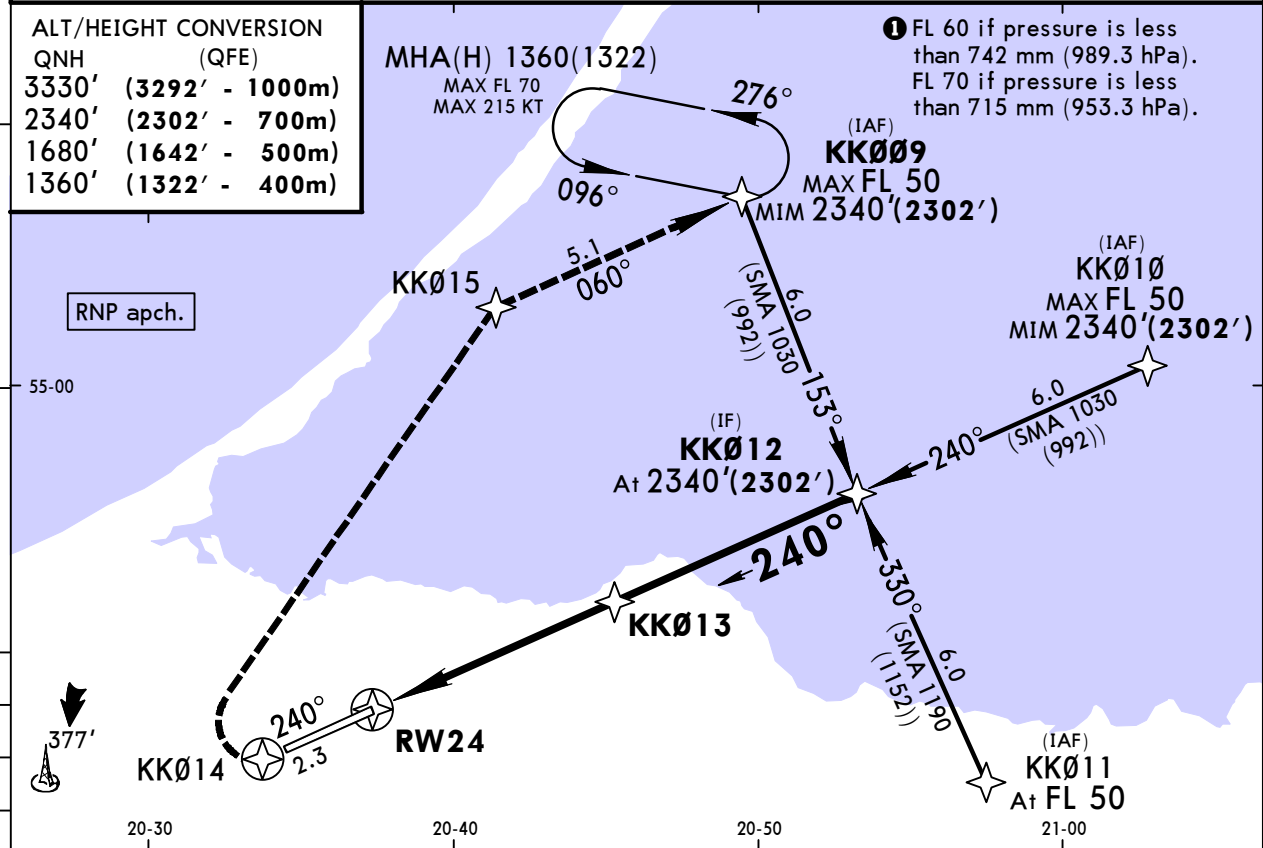 ALT/HEIGHT CONVERSION
QNH (QFE)
3330' (3292' - 1000m)
2340' (2302' - 700m)
1680' (1642' - 500m)
1360' (1322' - 400m)
MHA(H) 1360(1322)
MAX FL 70
MAX 215 KT
❶ FL 60 if pressure is less
than 742 mm (989.3 hPa).
FL 70 if pressure is less
than 715 mm (953.3 hPa).
276°
096°
(IAF)
KKØØ9
MAX FL 50
MIM 2340'(2302')
(IAF)
KKØ1Ø
MAX FL 50
MIM 2340'(2302')
KKØ15
5.1
060°
RNP apch.
6.0
(SMA 1030
(992))
153°
55-00
6.0
(SMA 1030
(992))
240°
(IF)
KKØ12
At 2340'(2302')
240°
KKØ13
330°
6.0
(SMA 1190
(1152))
377'
240°
2.3
RW24
KKØ14
(IAF)
KKØ11
At FL 50
20-30
20-40
20-50
21-00